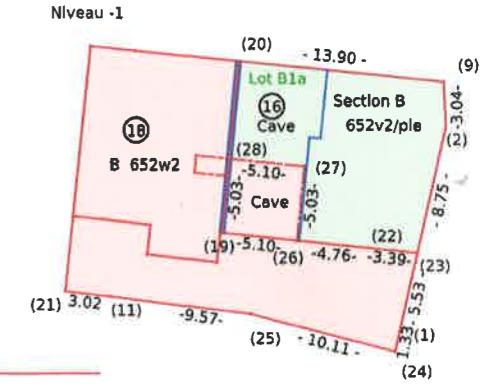 Niveau -1
(20)
- 13.90 -
(9)
Lot B1a
-3.04-
Section B
16
18
Cave
652v2/pie
(2)
(28)
B 652w2
-5.10-
(27)
- 8.75 -
-5.03-
Cave
-5.03-
(22)
(19)
-5.10-
(26)
-4.76-
-3.39-
(23)
5.53
(21)
3.02
(11)
-9.57-
(25)
- 10.11 -
1.33-
(1)
(24)